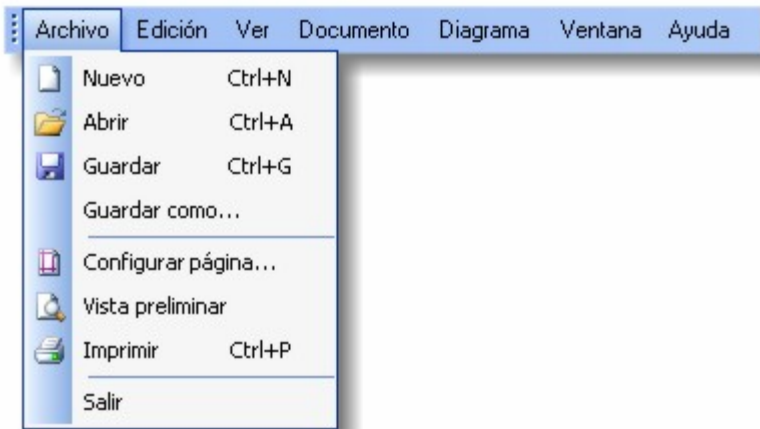 Archivo Edición Ver Documento Diagrama Ventana Ayuda
Nuevo Ctrl+N
Abrir Ctrl+A
Guardar Ctrl+G
Guardar como...
Configurar página...
Vista preliminar
Imprimir Ctrl+P
Salir